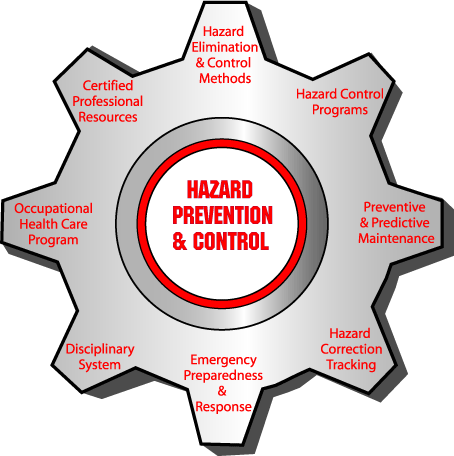 Hazard
Elimination
& Control
Methods
Hazard Control
Programs
Preventive
& Predictive
Maintenance
Hazard
Correction
Tracking
Emergency
Preparedness
&
Response
Disciplinary
System
Occupational
Health Care
Program
Certified
Professional
Resources
HAZARD
PREVENTION
& CONTROL